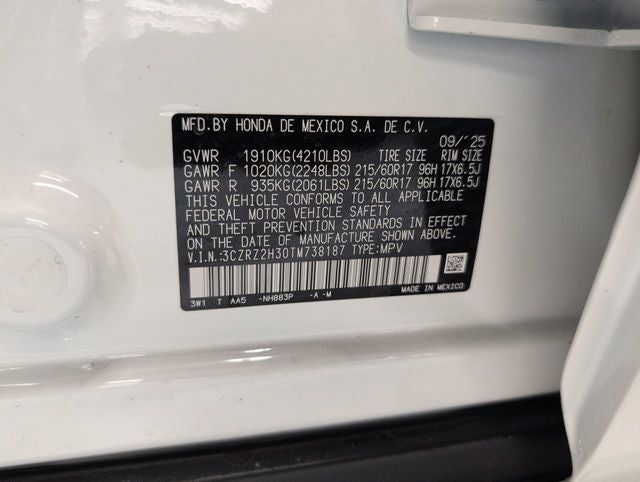 MFD.BY HONDA DE MEXICO S.A. DE C.V.
09/'25
GVWR 1910KG(4210LBS) TIRE SIZE RIM SIZE
GAWR F 1020KG(2248LBS) 215/60R17 96H 17X6.5J
GAWR R 935KG(2061LBS) 215/60R17 96H 17X6.5J
THIS VEHICLE CONFORMS TO ALL APPLICABLE
FEDERAL MOTOR VEHICLE SAFETY
AND THEFT PREVENTION STANDARDS IN EFFECT
ON THE DATE OF MANUFACTURE SHOWN ABOVE.
V.I.N.:3CZRZ2H30TM738187 TYPE:MPV
3W1 T AA5 -NH883P -A -M MADE IN MEXICO